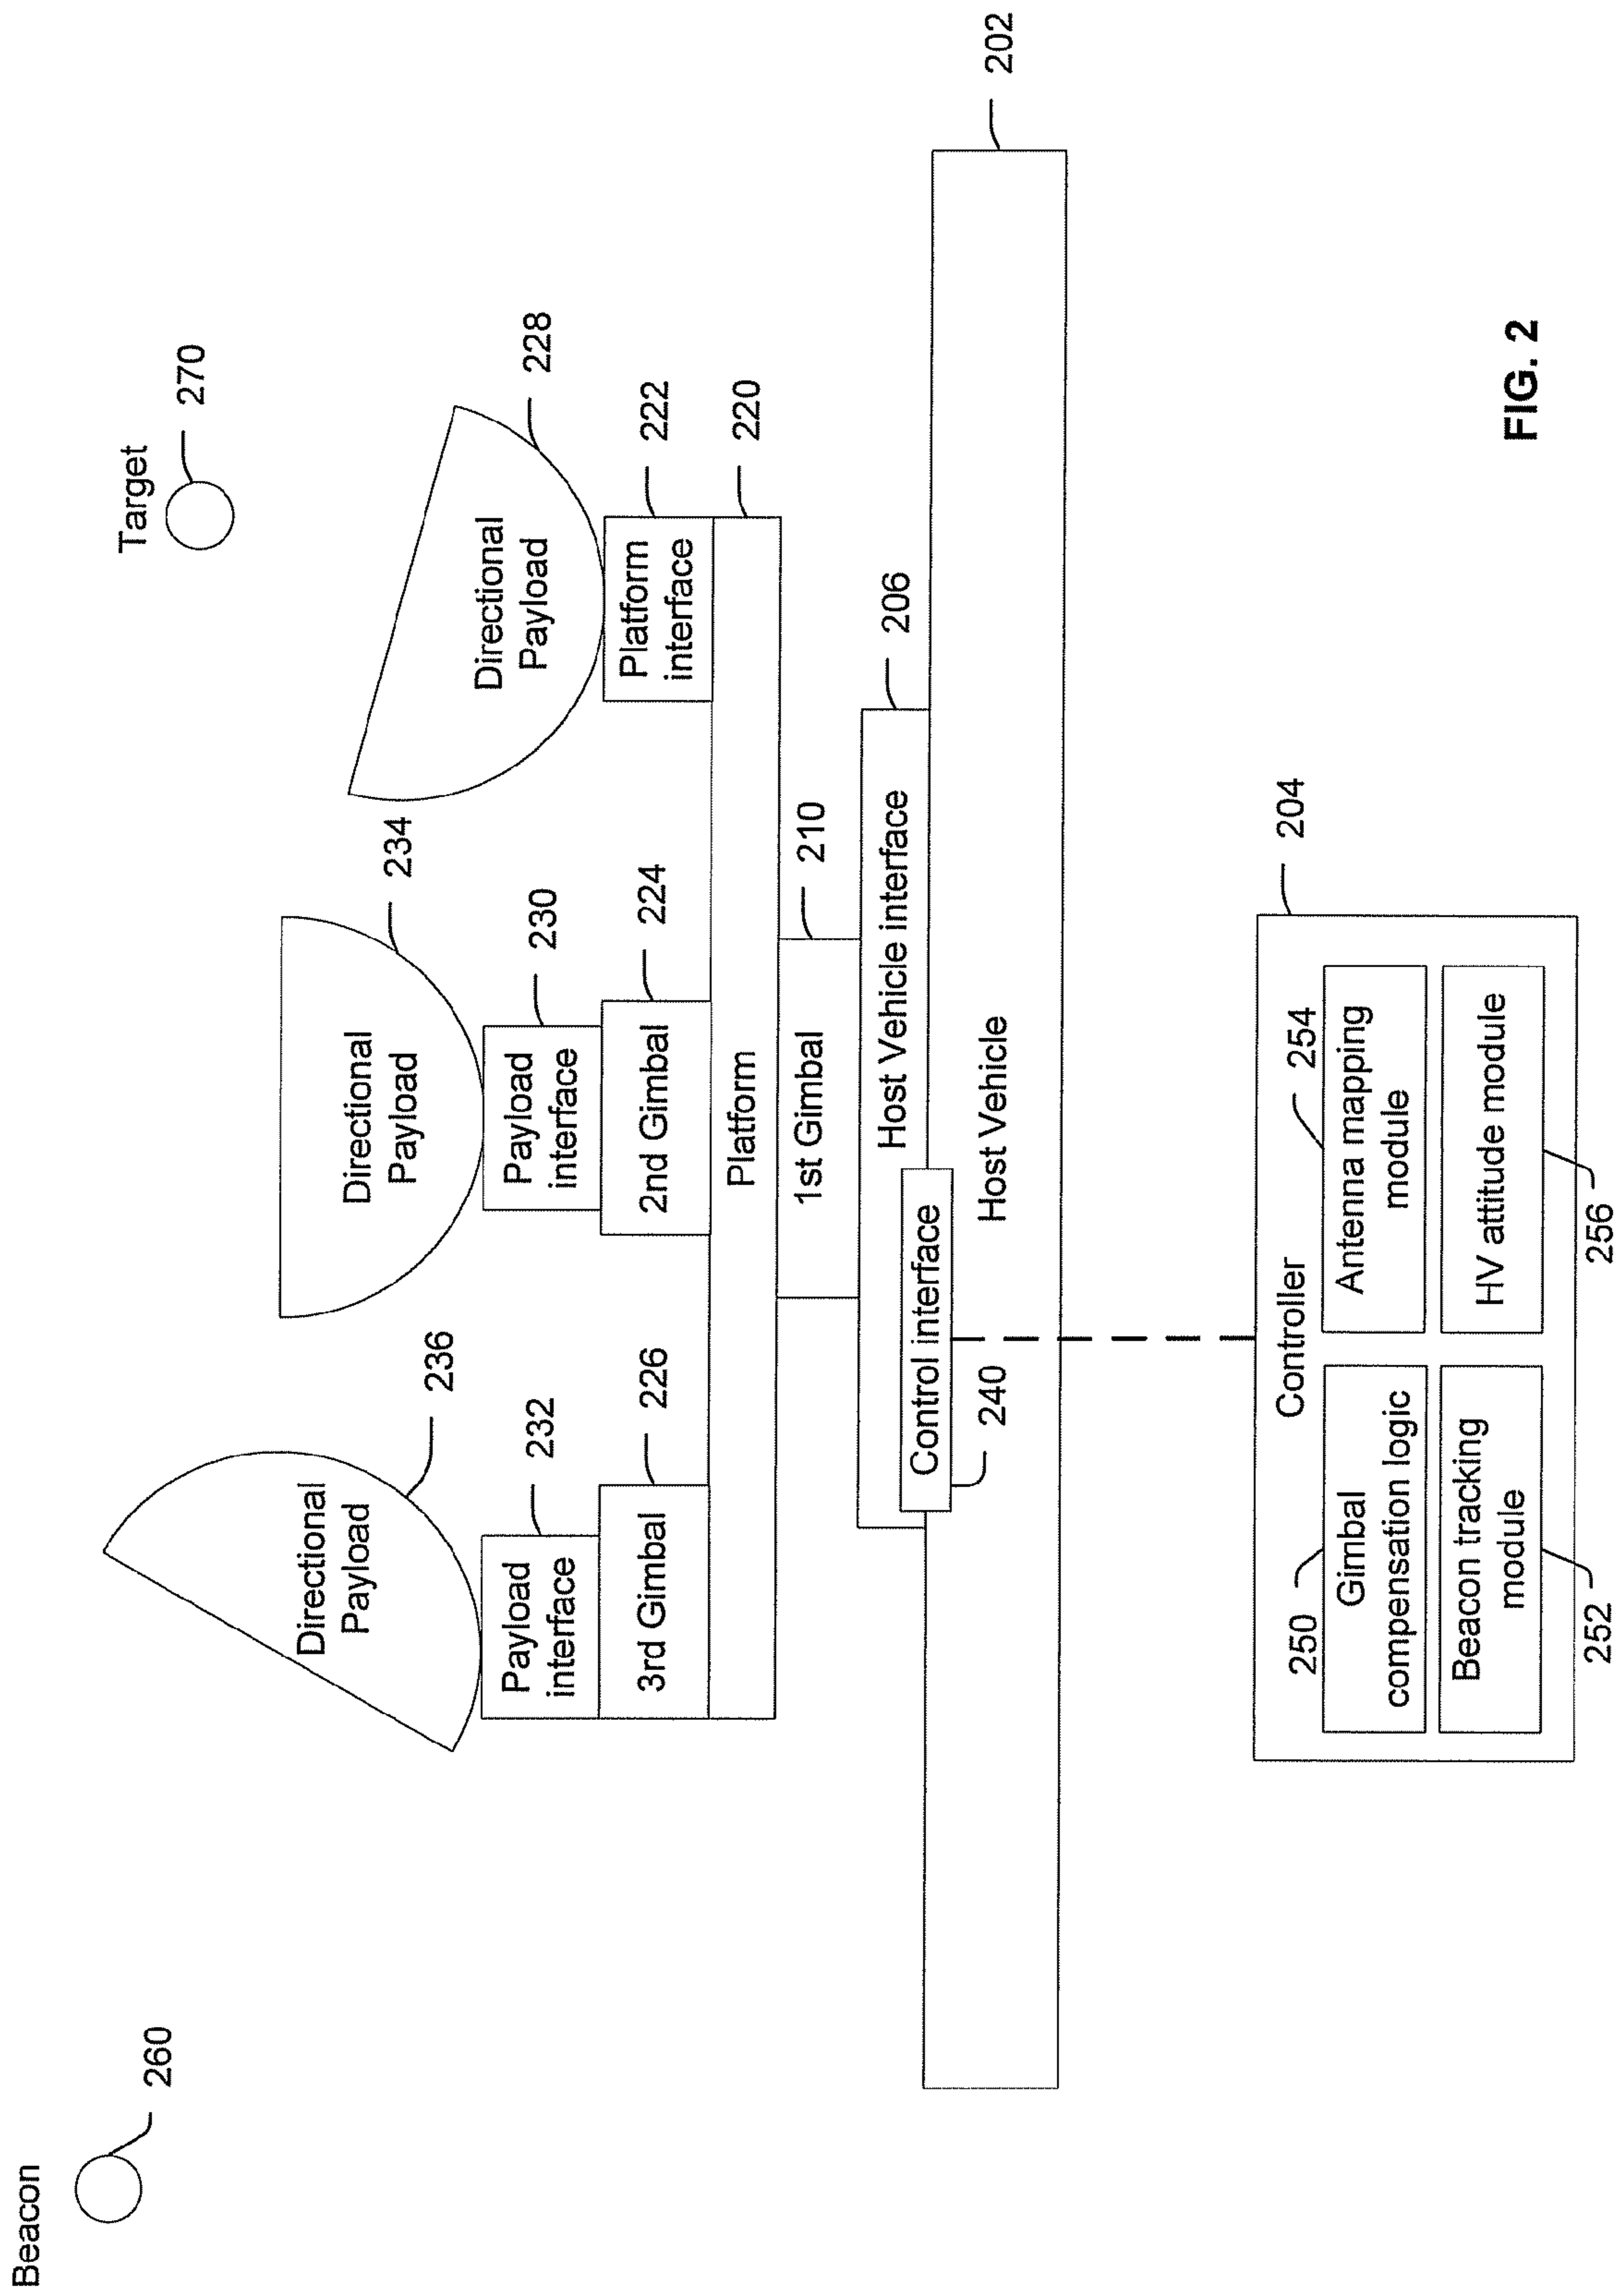 Beacon
260
Target
270
Directional
Payload
236
Directional
Payload
234
Directional
Payload
228
Payload
interface
232
Payload
interface
230
Platform
interface
222
3rd Gimbal
226
2nd Gimbal
224
Platform
220
1st Gimbal
210
Host Vehicle interface
206
Control interface
240
Host Vehicle
202
Controller
204
250
Gimbal
compensation logic
254
Antenna mapping
module
Beacon tracking
module
252
HV attitude module
256
FIG. 2